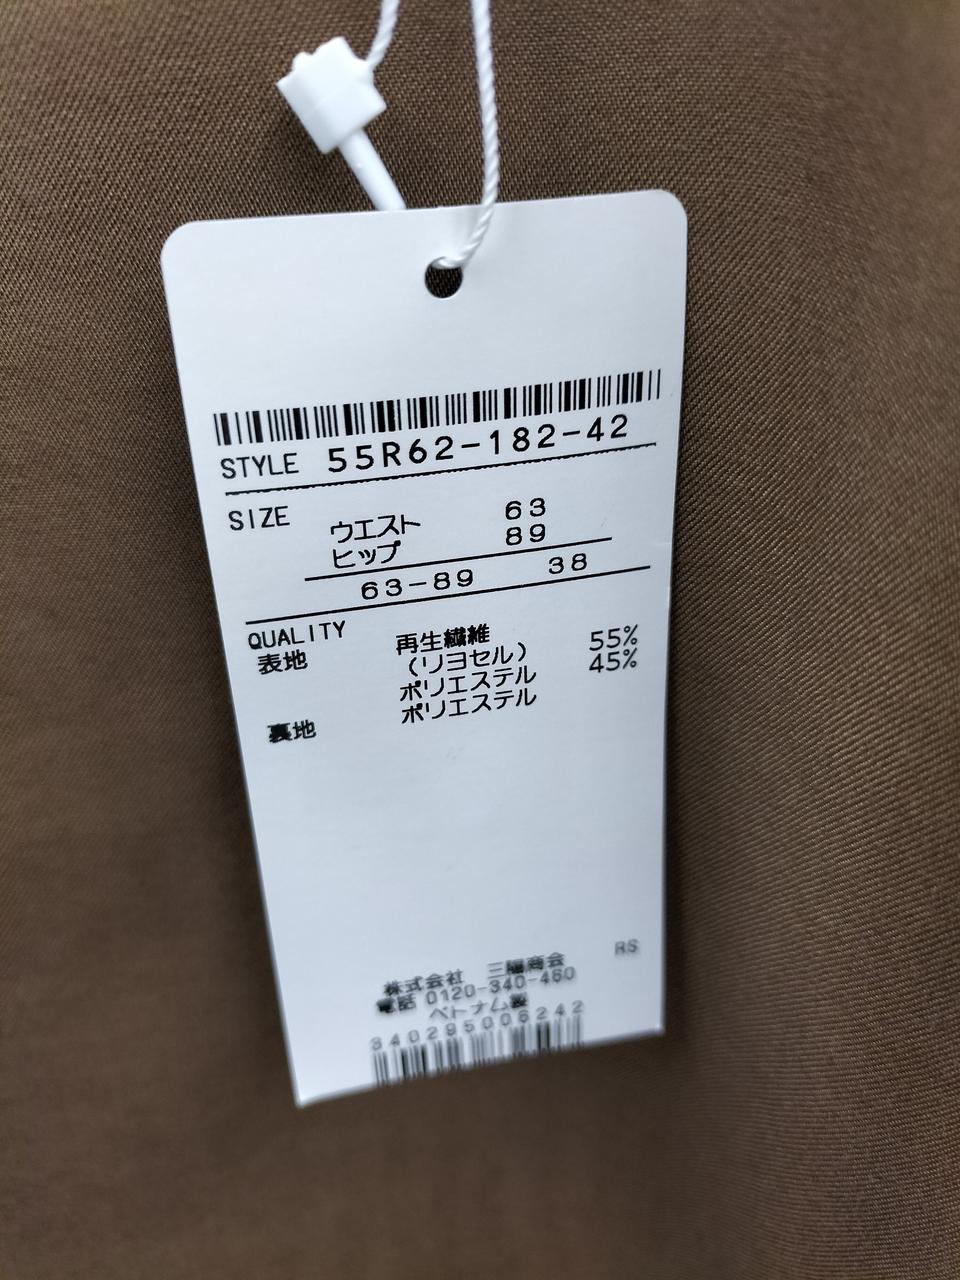 STYLE 55R62-182-42
SIZE
ウエスト 63
ヒップ 89
63-89 38
QUALITY
表地 再生繊維 55%
(リヨセル)
ポリエステル 45%
裏地 ポリエステル
RS
株式会社 三陽商会
電話 0120-340-460
ベトナム製
340295006242